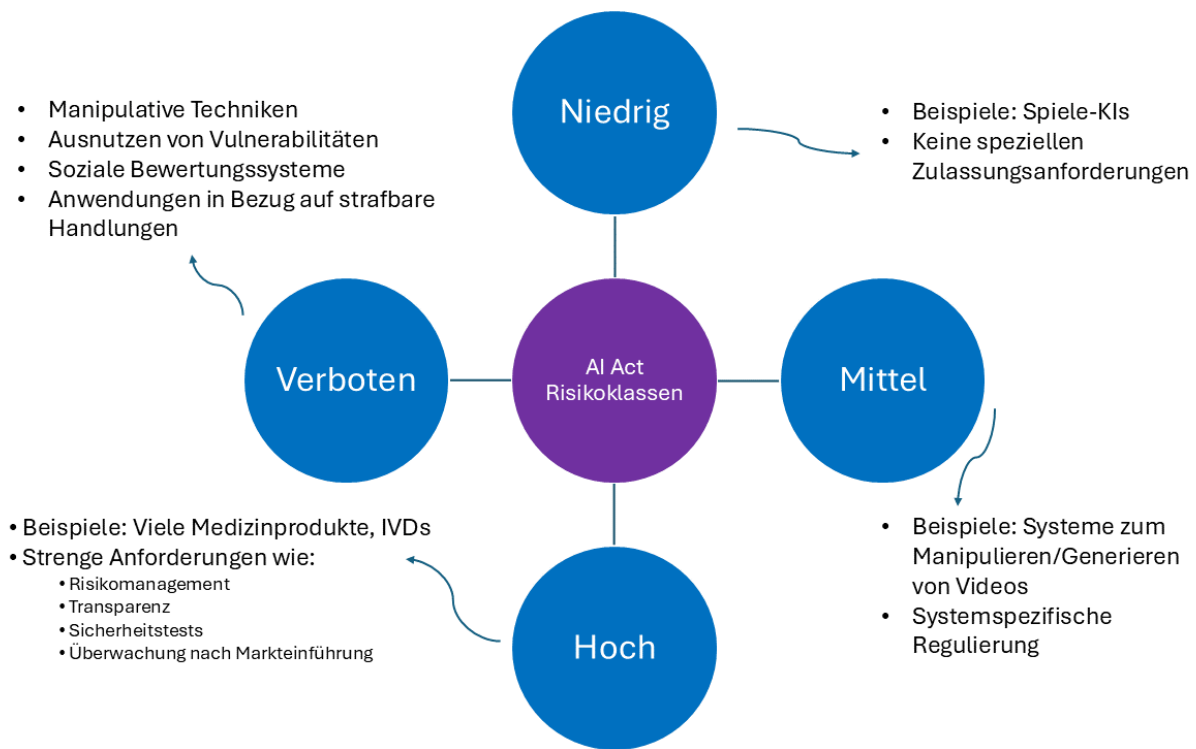 Niedrig
• Beispiele: Spiele-KIs
• Keine speziellen
Zulassungsanforderungen
• Manipulative Techniken
• Ausnutzen von Vulnerabilitäten
• Soziale Bewertungssysteme
• Anwendungen in Bezug auf strafbare
Handlungen
Verboten
AI Act
Risikoklassen
Mittel
• Beispiele: Viele Medizinprodukte, IVDs
• Strenge Anforderungen wie:
• Risikomanagement
• Transparenz
• Sicherheitstests
• Überwachung nach Markteinführung
Hoch
• Beispiele: Systeme zum
Manipulieren/Generieren
von Videos
• Systemspezifische
Regulierung